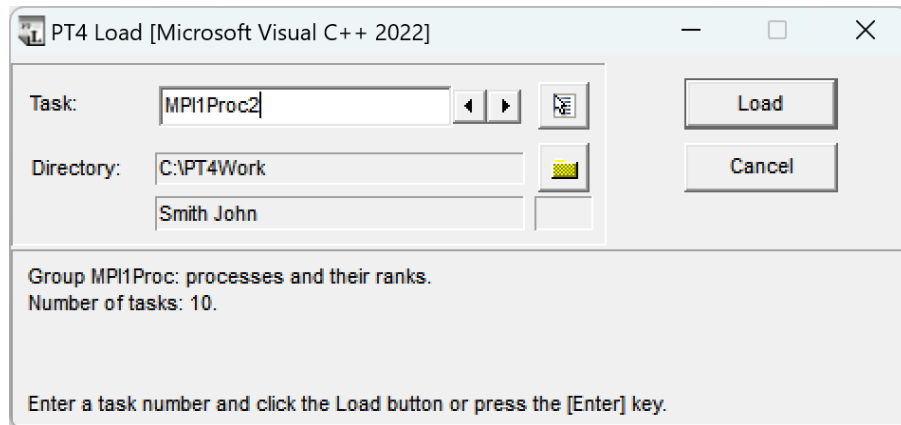 PT4 Load [Microsoft Visual C++ 2022]
Task: MPI1Proc2 Load
Directory: C:\PT4Work Cancel
Smith John
Group MPI1Proc: processes and their ranks.
Number of tasks: 10.
Enter a task number and click the Load button or press the [Enter] key.